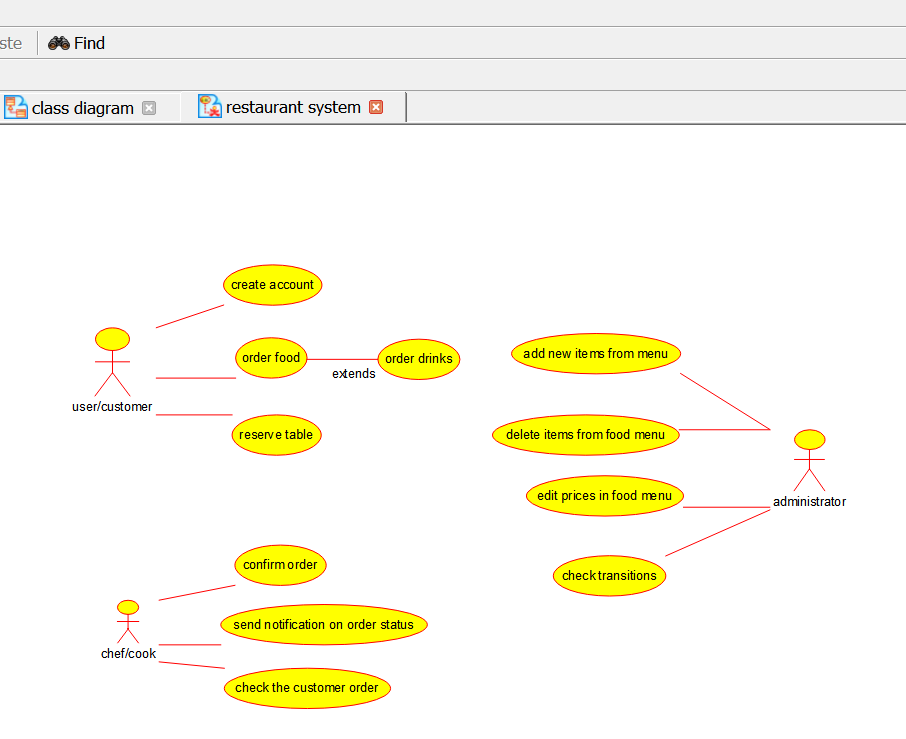 ste
Find
class diagram
restaurant system
create account
order food
order drinks
extends
user/customer
reserve table
add new items from menu
delete items from food menu
edit prices in food menu
administrator
check transitions
confirm order
send notification on order status
chef/cook
check the customer order